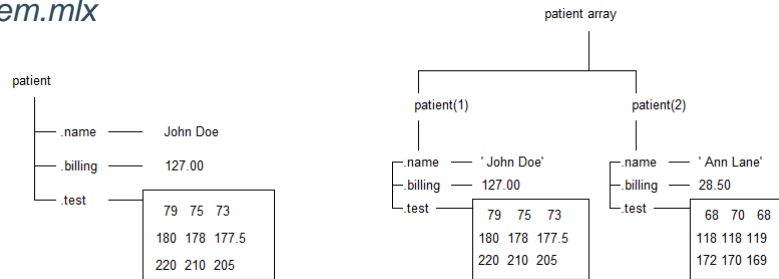 em.mlx
patient
.name John Doe
.billing 127.00
.test
79 75 73
180 178 177.5
220 210 205
patient array
patient(1)
.name ' John Doe'
.billing 127.00
.test
79 75 73
180 178 177.5
220 210 205
patient(2)
.name ' Ann Lane'
.billing 28.50
.test
68 70 68
118 118 119
172 170 169